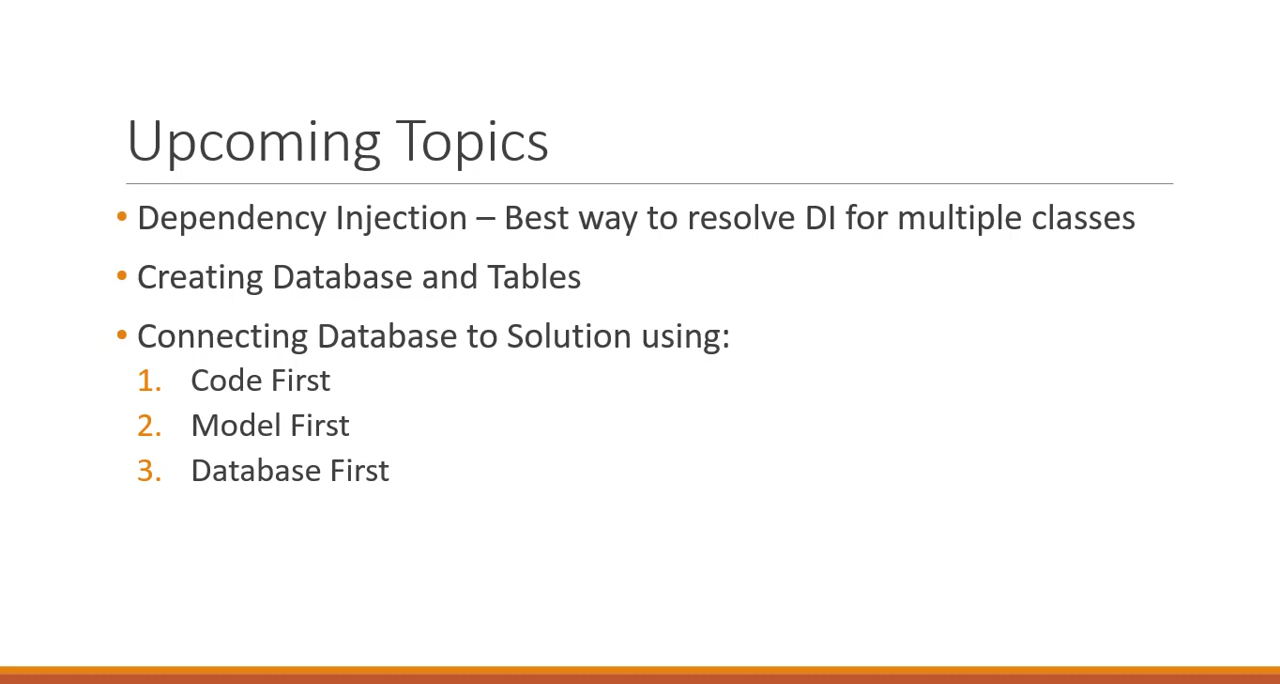 Upcoming Topics
• Dependency Injection – Best way to resolve DI for multiple classes
• Creating Database and Tables
• Connecting Database to Solution using:
1. Code First
2. Model First
3. Database First